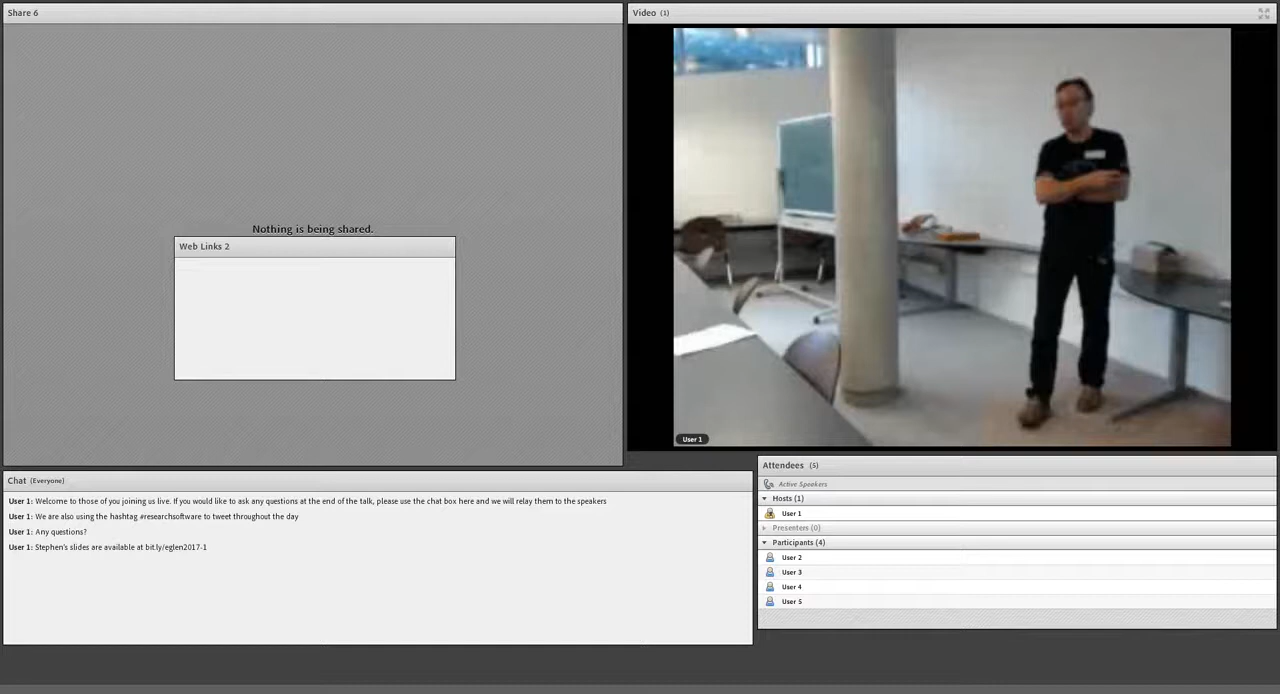 Share 6
Video (1)
Nothing is being shared.
Web Links 2
User 1
Chat (Everyone)
User 1: Welcome to those of you joining us live. If you would like to ask any questions at the end of the talk, please use the chat box here and we will relay them to the speakers
User 1: We are also using the hashtag #researchsoftware to tweet throughout the day
User 1: Any questions?
User 1: Stephen's slides are available at bit.ly/eglen2017-1
Attendees (5)
Active Speakers
Hosts (1)
User 1
Presenters (0)
Participants (4)
User 2
User 3
User 4
User 5